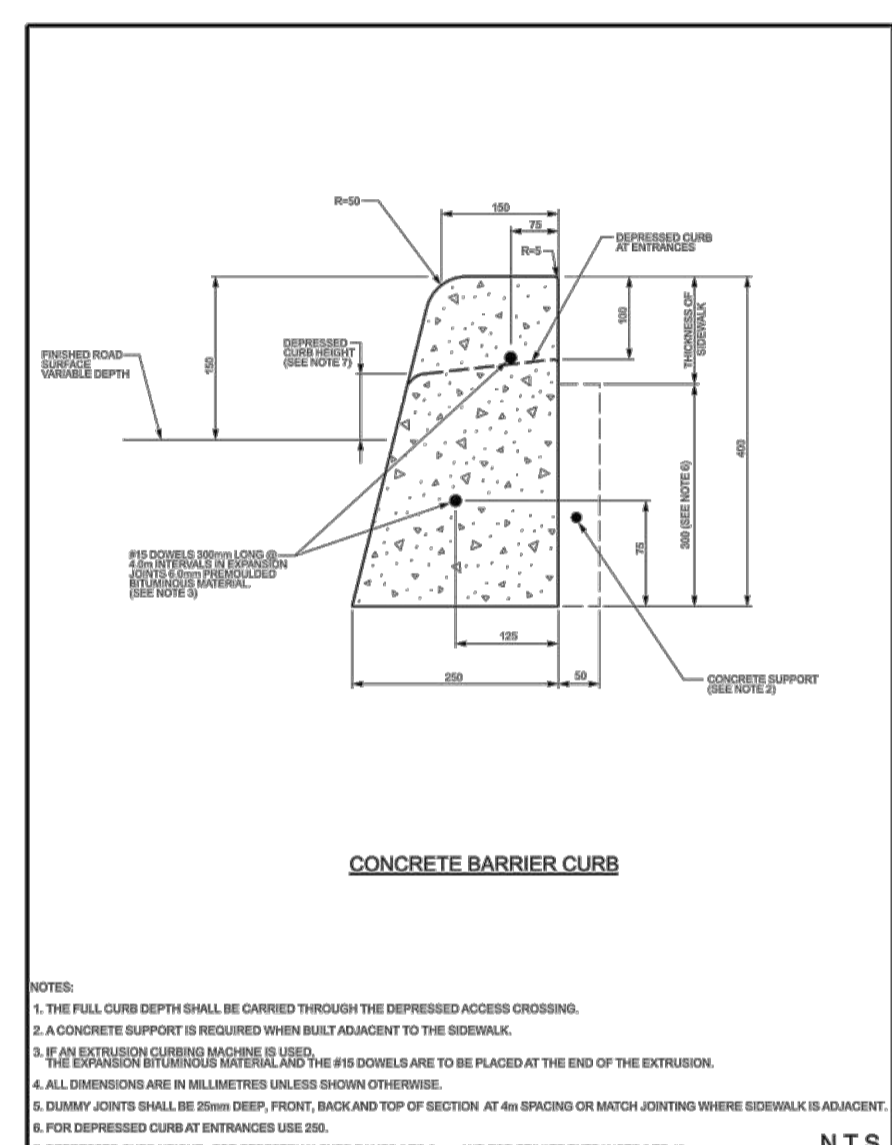 R=50
150
75
R=5
DEPRESSED CURB
AT ENTRANCES
150
FINISHED ROAD
SURFACE
VARIABLE DEPTH
DEPRESSED
CURB HEIGHT
(SEE NOTE 7)
100
THICKNESS OF
SIDEWALK
400
300 (SEE NOTE 6)
75
#15 DOWELS 300mm LONG @
4.0m INTERVALS IN EXPANSION
JOINTS 6.0mm PREMOULDED
BITUMINOUS MATERIAL.
(SEE NOTE 3)
125
250
50
CONCRETE SUPPORT
(SEE NOTE 2)
CONCRETE BARRIER CURB
NOTES:
1. THE FULL CURB DEPTH SHALL BE CARRIED THROUGH THE DEPRESSED ACCESS CROSSING.
2. A CONCRETE SUPPORT IS REQUIRED WHEN BUILT ADJACENT TO THE SIDEWALK.
3. IF AN EXTRUSION CURBING MACHINE IS USED,
THE EXPANSION BITUMINOUS MATERIAL AND THE #15 DOWELS ARE TO BE PLACED AT THE END OF THE EXTRUSION.
4. ALL DIMENSIONS ARE IN MILLIMETRES UNLESS SHOWN OTHERWISE.
5. DUMMY JOINTS SHALL BE 25mm DEEP, FRONT, BACK AND TOP OF SECTION AT 4m SPACING OR MATCH JOINTING WHERE SIDEWALK IS ADJACENT.
6. FOR DEPRESSED CURB AT ENTRANCES USE 250.
N.T.S.